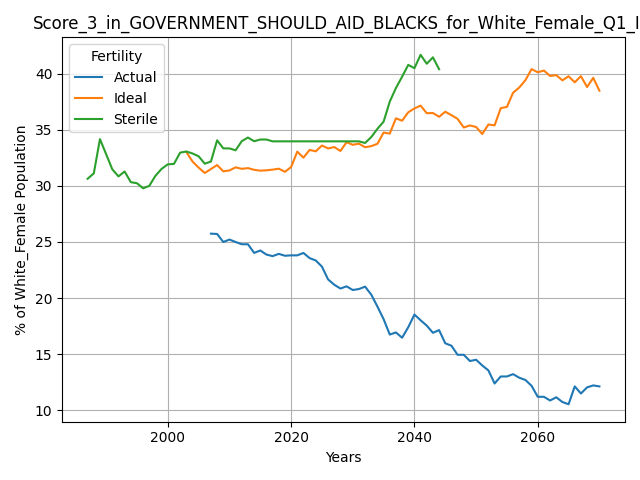 Score_3_in_GOVERNMENT_SHOULD_AID_BLACKS_for_White_Female_Q1_
Fertility
Actual
Ideal
Sterile
% of White_Female Population
40
35
30
25
20
15
10
2000
2020
2040
2060
Years